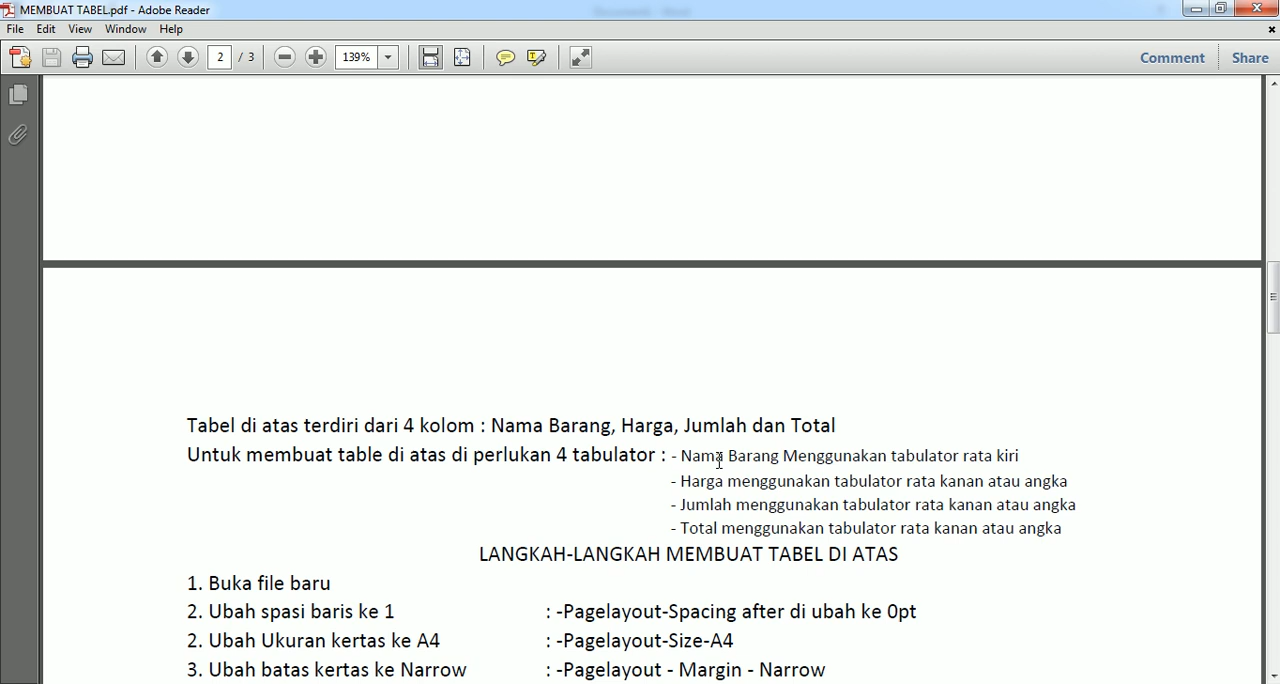 MEMBUAT TABEL.pdf - Adobe Reader
File Edit View Window Help
2 / 3 139% Comment Share
Tabel di atas terdiri dari 4 kolom : Nama Barang, Harga, Jumlah dan Total
Untuk membuat table di atas di perlukan 4 tabulator : - Nama Barang Menggunakan tabulator rata kiri
- Harga menggunakan tabulator rata kanan atau angka
- Jumlah menggunakan tabulator rata kanan atau angka
- Total menggunakan tabulator rata kanan atau angka
LANGKAH-LANGKAH MEMBUAT TABEL DI ATAS
1. Buka file baru
2. Ubah spasi baris ke 1 : -Pagelayout-Spacing after di ubah ke 0pt
2. Ubah Ukuran kertas ke A4 : -Pagelayout-Size-A4
3. Ubah batas kertas ke Narrow : -Pagelayout - Margin - Narrow